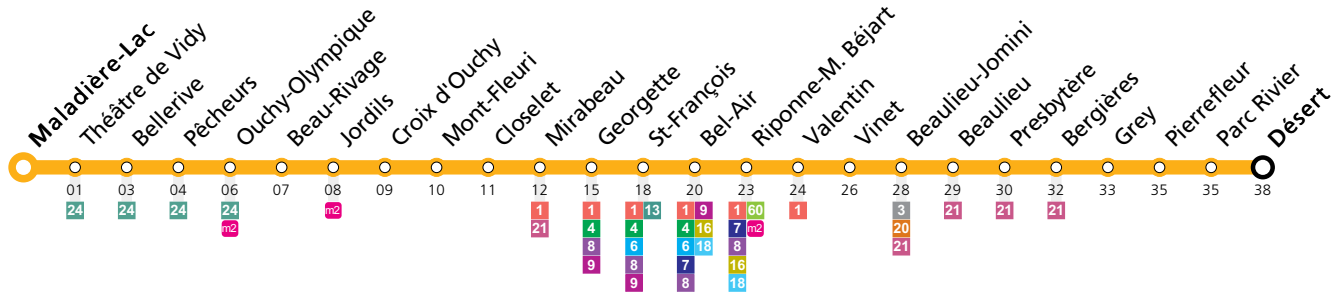 Maladière-Lac
Théâtre de Vidy
Bellerive
Pêcheurs
Ouchy-Olympique
Beau-Rivage
Jordils
Croix d'Ouchy
Mont-Fleuri
Closelet
Mirabeau
Georgette
St-François
Bel-Air
Riponne-M. Béjart
Valentin
Vinet
Beaulieu-Jomini
Beaulieu
Presbytère
Bergières
Grey
Pierrefleur
Parc Rivier
Désert
01 03 04 06 07 08 09 10 11 12 15 18 20 23 24 26 28 29 30 32 33 35 35 38
24 24 24 24 m2 1 1 1 13 1 9 1 60 1 3 21 21 21
m2 21 4 4 4 16 7 m2 20
8 6 6 18 8 21
9 8 7 16
9 8 18